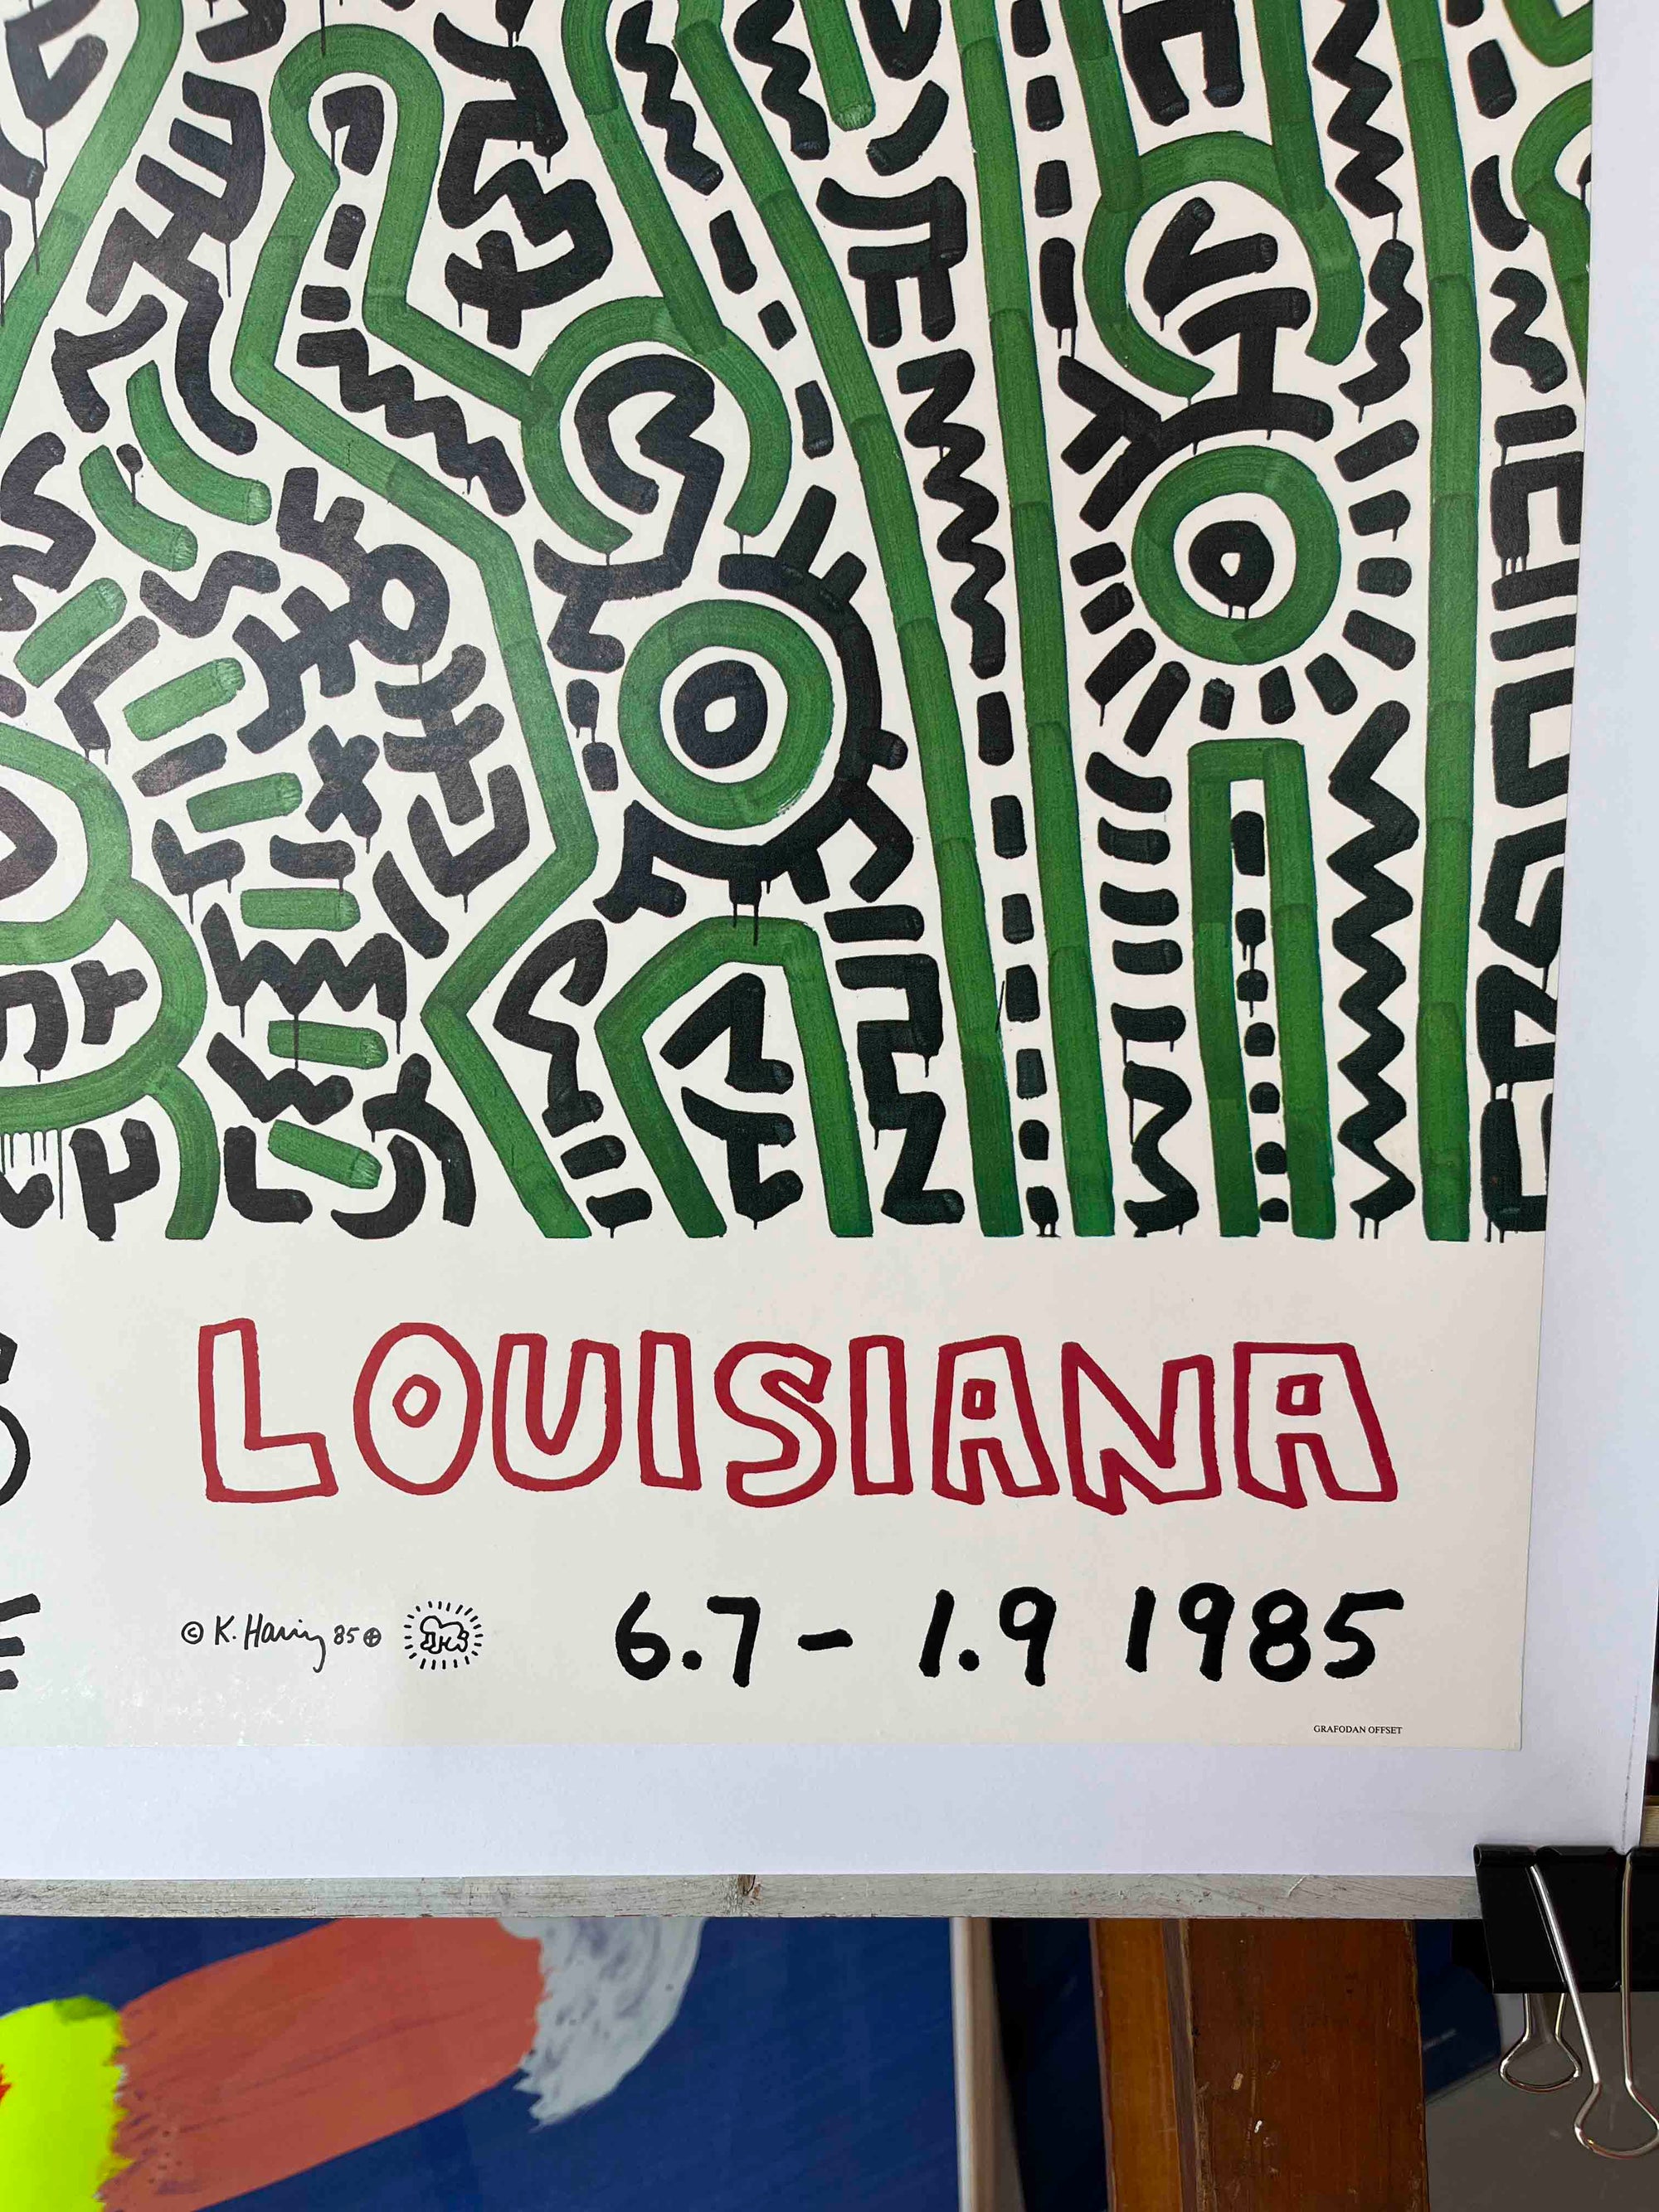 LOUISIANA
© K. Haring 85
6.7 - 1.9 1985
GRAFODAN OFFSET